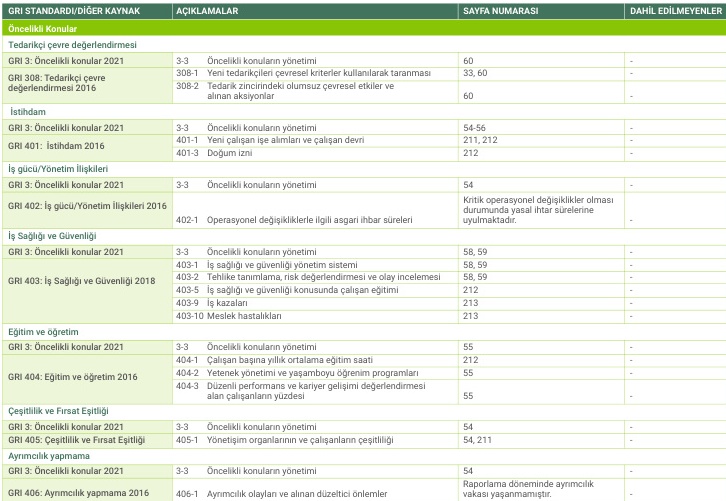 GRI STANDARDI/DİĞER KAYNAK AÇIKLAMALAR SAYFA NUMARASI DAHİL EDİLMEYENLER
Öncelikli Konular
Tedarikçi çevre değerlendirmesi
GRI 3: Öncelikli konular 2021 3-3 Öncelikli konuların yönetimi 60 -
GRI 308: Tedarikçi çevre
değerlendirmesi 2016
308-1 Yeni tedarikçileri çevresel kriterler kullanılarak taranması 33, 60 -
308-2 Tedarik zincirindeki olumsuz çevresel etkiler ve
alınan aksiyonlar 60 -
İstihdam
GRI 3: Öncelikli konular 2021 3-3 Öncelikli konuların yönetimi 54-56 -
GRI 401: İstihdam 2016
401-1 Yeni çalışan işe alımları ve çalışan devri 211, 212 -
401-3 Doğum izni 212 -
İş gücü/Yönetim İlişkileri
GRI 3: Öncelikli konular 2021 3-3 Öncelikli konuların yönetimi 54 -
GRI 402: İş gücü/Yönetim İlişkileri 2016
402-1 Operasyonel değişikliklerle ilgili asgari ihbar süreleri
Kritik operasyonel değişiklikler olması
durumunda yasal ihtar sürelerine
uyulmaktadır. -
İş Sağlığı ve Güvenliği
GRI 3: Öncelikli konular 2021 3-3 Öncelikli konuların yönetimi 58, 59 -
GRI 403: İş Sağlığı ve Güvenliği 2018
403-1 İş sağlığı ve güvenliği yönetim sistemi 58, 59 -
403-2 Tehlike tanımlama, risk değerlendirmesi ve olay incelemesi 58, 59 -
403-5 İş sağlığı ve güvenliği konusunda çalışan eğitimi 212 -
403-9 İş kazaları 213 -
403-10 Meslek hastalıkları 213 -
Eğitim ve öğretim
GRI 3: Öncelikli konular 2021 3-3 Öncelikli konuların yönetimi 55 -
GRI 404: Eğitim ve öğretim 2016
404-1 Çalışan başına yıllık ortalama eğitim saati 212 -
404-2 Yetenek yönetimi ve yaşamboyu öğrenim programları 55 -
404-3 Düzenli performans ve kariyer gelişimi değerlendirmesi
alan çalışanların yüzdesi 55 -
Çeşitlilik ve Fırsat Eşitliği
GRI 3: Öncelikli konular 2021 3-3 Öncelikli konuların yönetimi 54 -
GRI 405: Çeşitlilik ve Fırsat Eşitliği 405-1 Yönetişim organlarının ve çalışanların çeşitliliği 54, 211 -
Ayrımcılık yapmama
GRI 3: Öncelikli konular 2021 3-3 Öncelikli konuların yönetimi 54 -
GRI 406: Ayrımcılık yapmama 2016 406-1 Ayrımcılık olayları ve alınan düzeltici önlemler
Raporlama döneminde ayrımcılık
vakası yaşanmamıştır. -